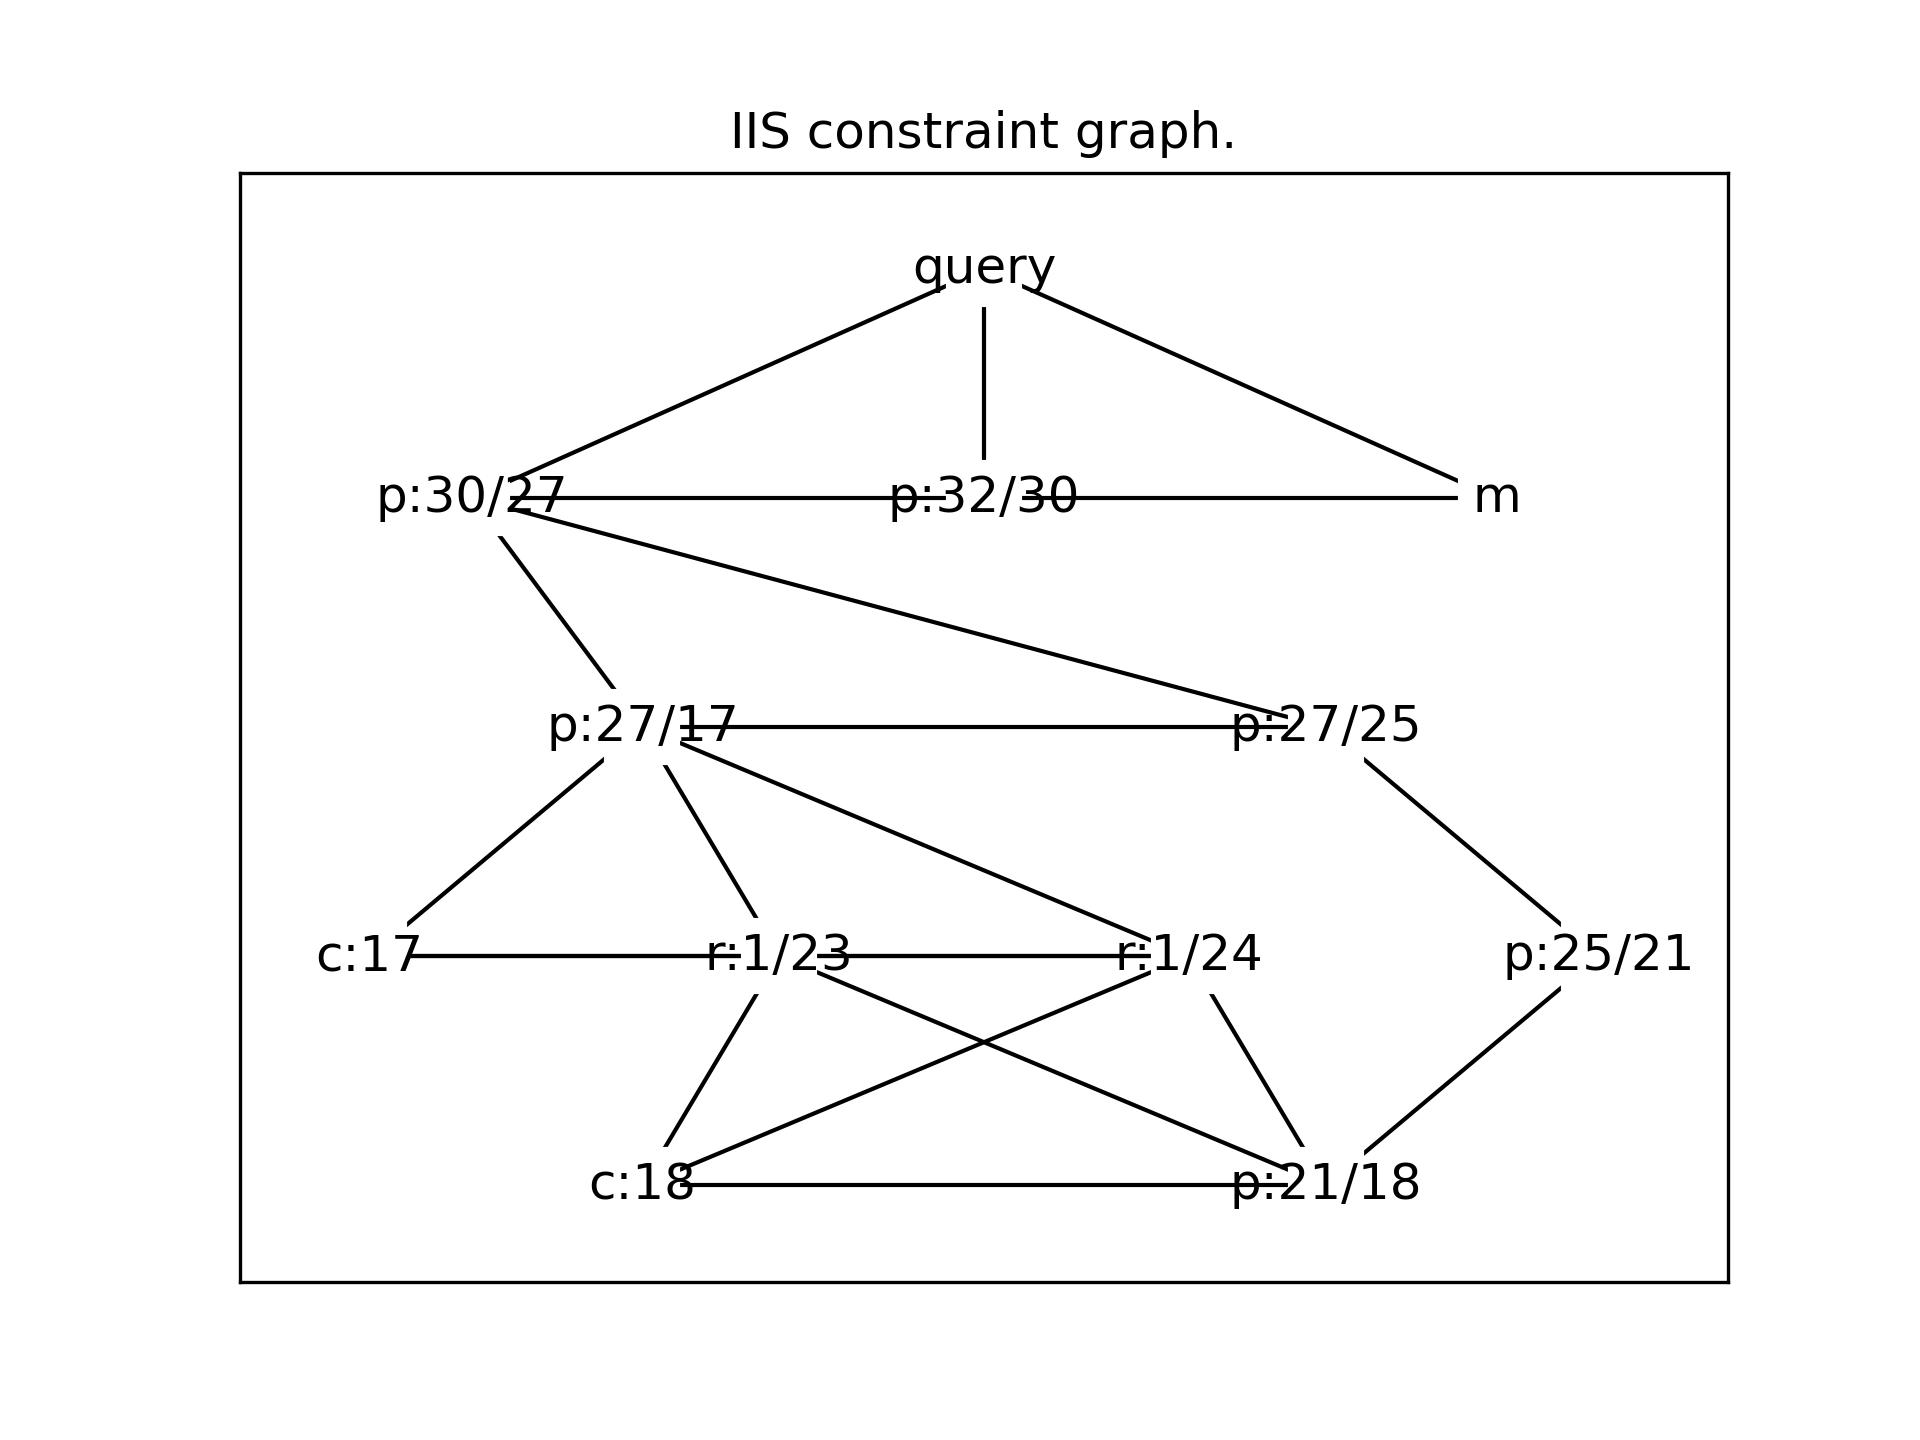 IIS constraint graph.
query
p:30/27
p:32/30
m
p:27/17
p:27/25
c:17
r:1/23
r:1/24
p:25/21
c:18
p:21/18